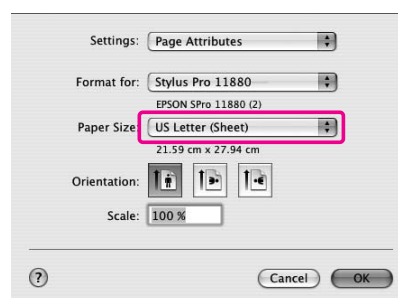 Settings: Page Attributes
Format for: Stylus Pro 11880
EPSON SPro 11880 (2)
Paper Size: US Letter (Sheet)
21.59 cm x 27.94 cm
Orientation:
Scale: 100 %
? Cancel OK